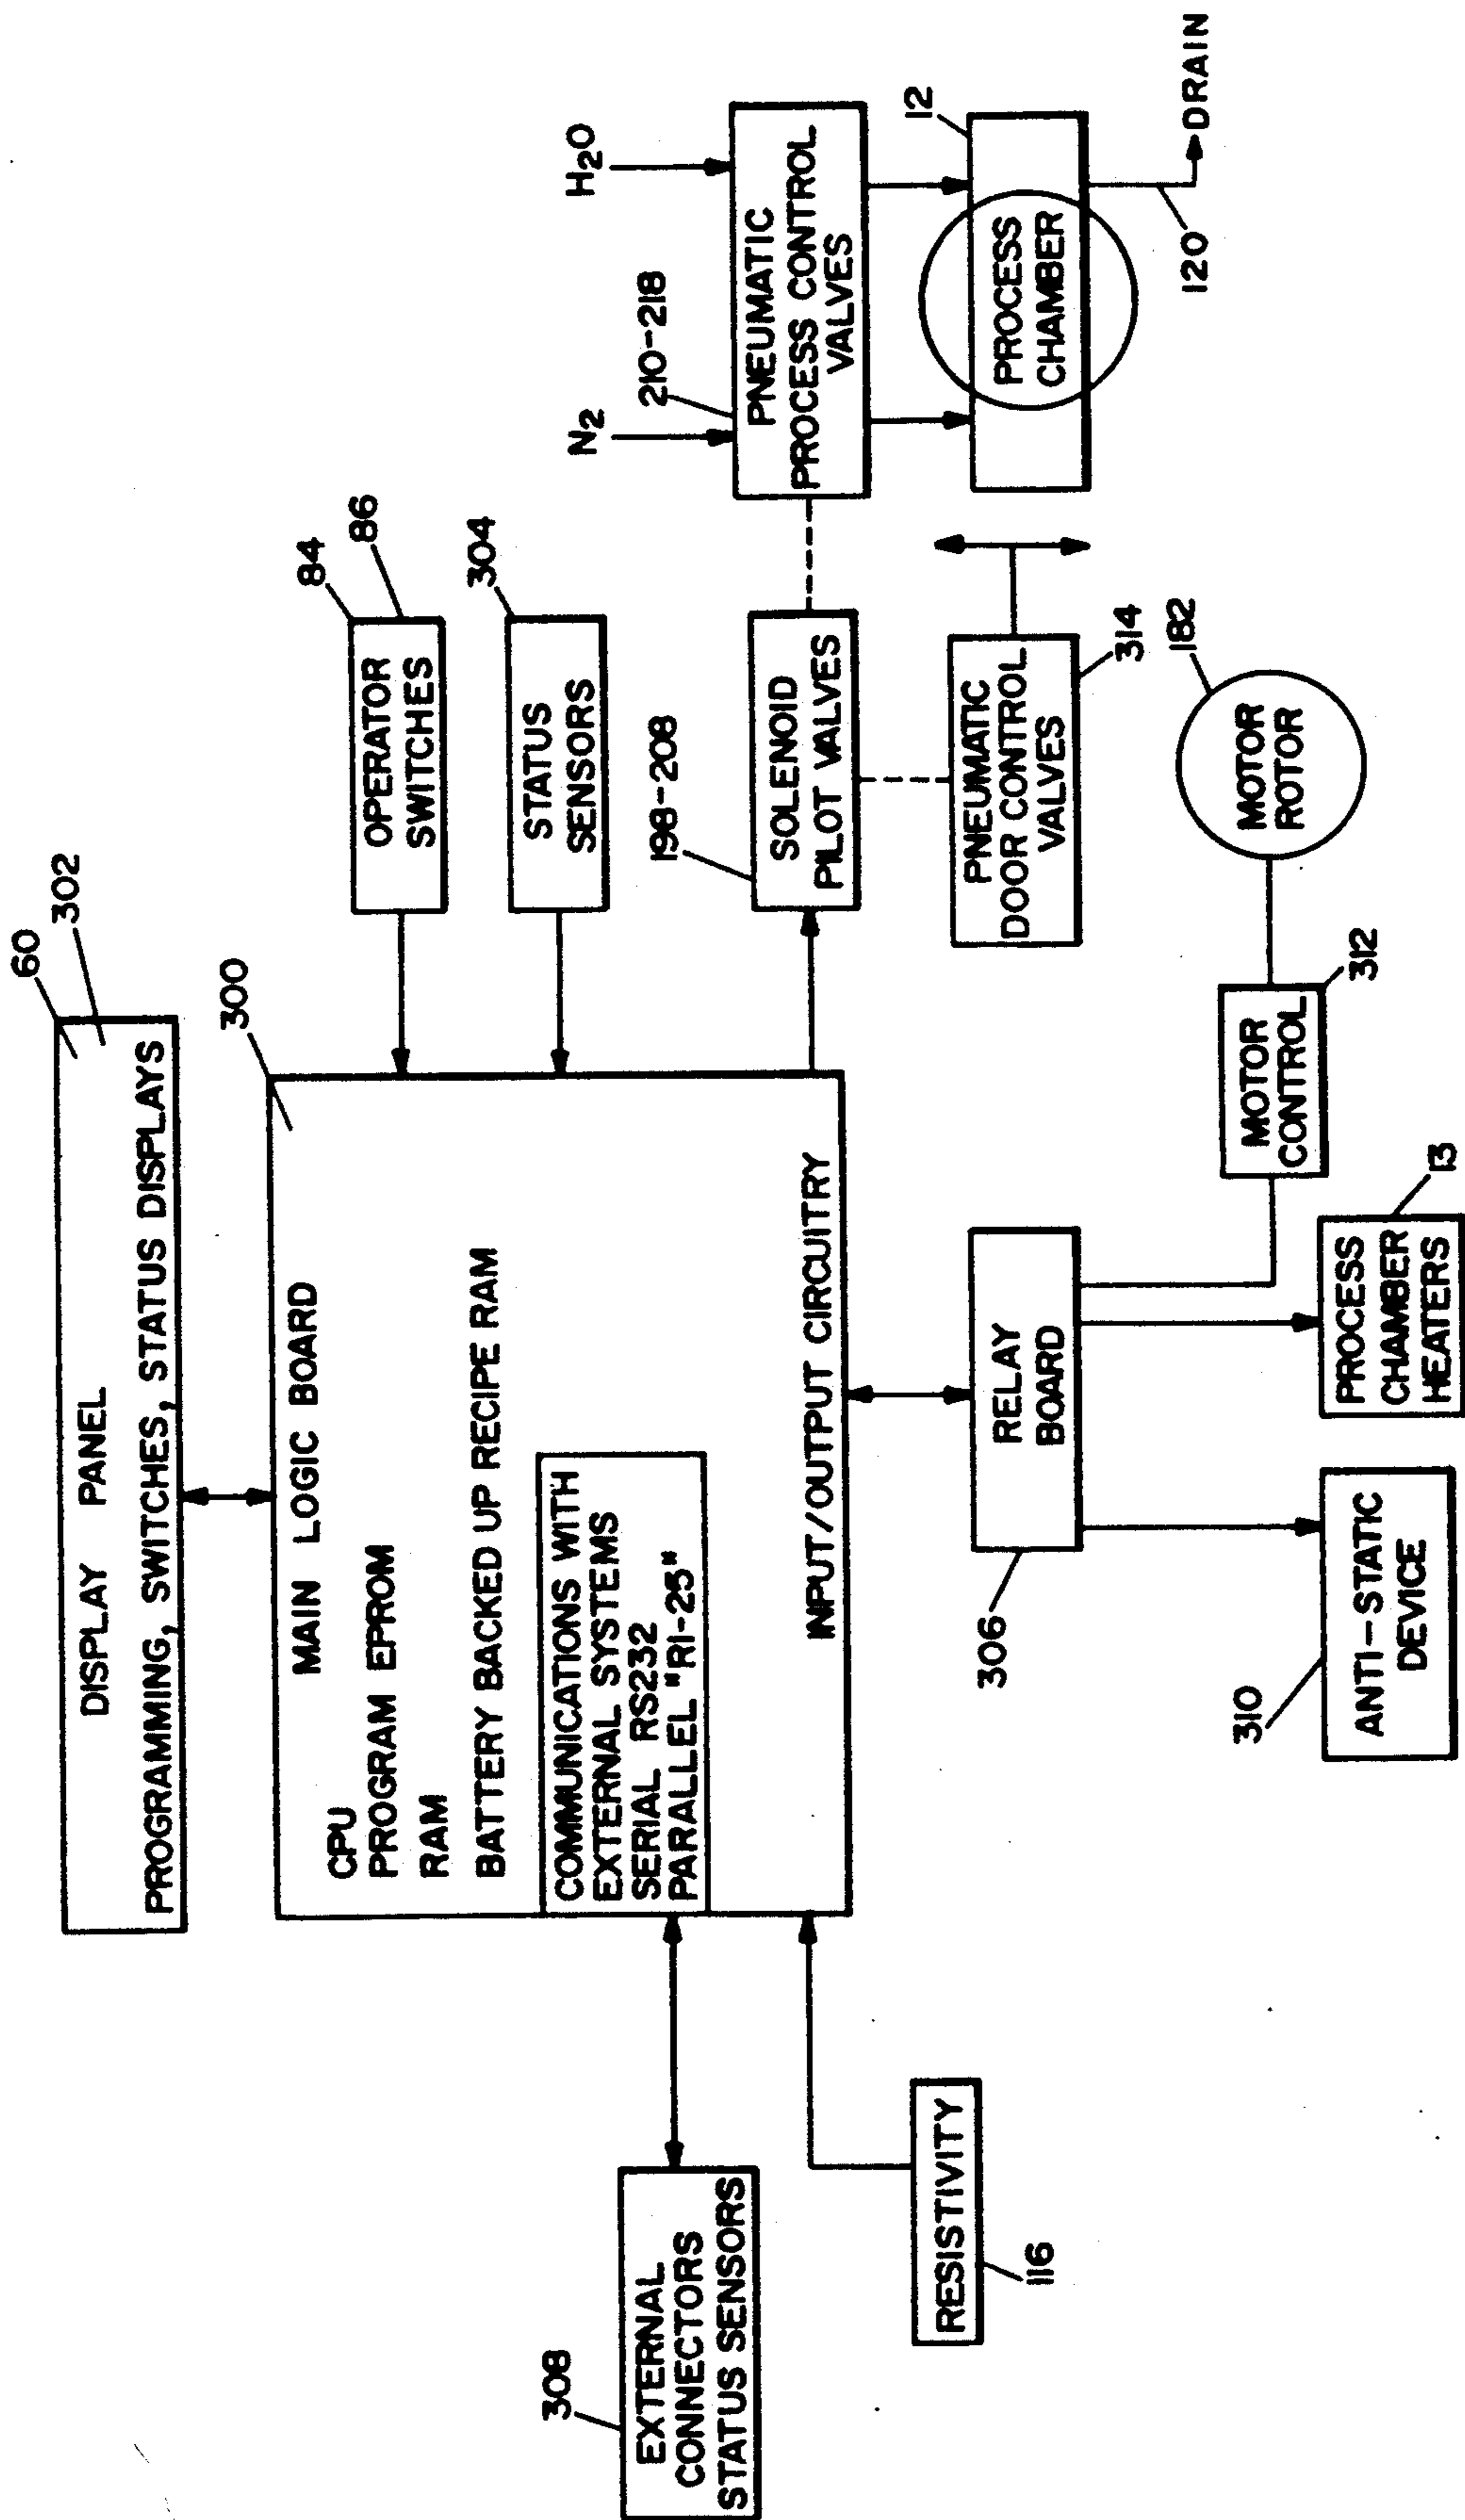 60
302
DISPLAY PANEL
PROGRAMMING, SWITCHES, STATUS DISPLAYS
300
MAIN LOGIC BOARD
CPU
PROGRAM EPROM
RAM
BATTERY BACKED UP RECIPE RAM
COMMUNICATIONS WITH
EXTERNAL SYSTEMS
SERIAL RS232
PARALLEL "RI-25"
INPUT/OUTPUT CIRCUITRY
308
EXTERNAL
CONNECTORS
STATUS SENSORS
RESISTIVITY
116
84
86
OPERATOR
SWITCHES
304
STATUS
SENSORS
198-208
SOLENOID
PILOT VALVES
N2
H2O
210-218
PNEUMATIC
PROCESS CONTROL
VALVES
12
PROCESS
CHAMBER
120
DRAIN
PNEUMATIC
DOOR CONTROL
VALVES
314
182
MOTOR
ROTOR
MOTOR
CONTROL
312
RELAY
BOARD
306
310
ANTI-STATIC
DEVICE
PROCESS
CHAMBER
HEATERS
13